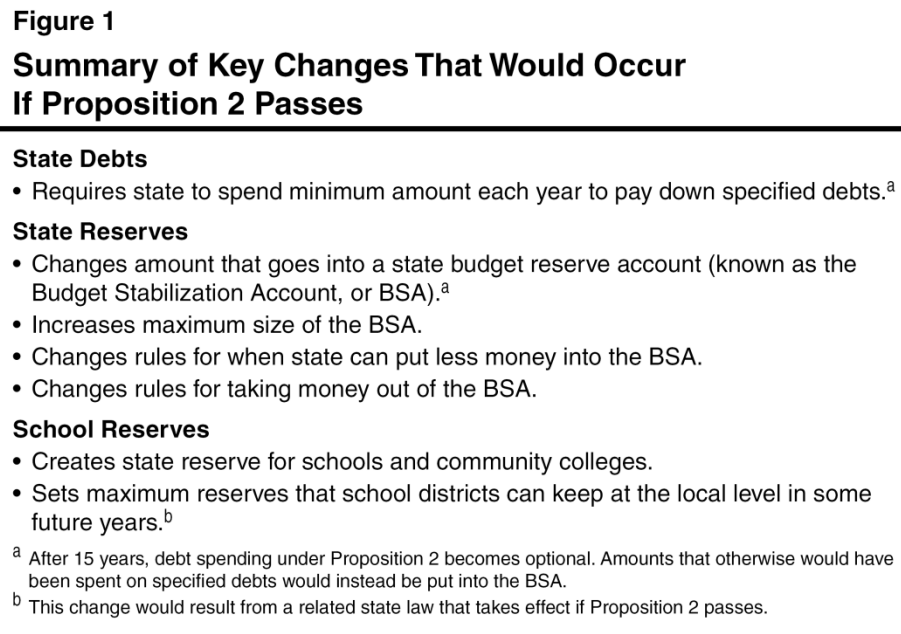 Figure 1
Summary of Key Changes That Would Occur
If Proposition 2 Passes
State Debts
• Requires state to spend minimum amount each year to pay down specified debts.a
State Reserves
• Changes amount that goes into a state budget reserve account (known as the
Budget Stabilization Account, or BSA).a
• Increases maximum size of the BSA.
• Changes rules for when state can put less money into the BSA.
• Changes rules for taking money out of the BSA.
School Reserves
• Creates state reserve for schools and community colleges.
• Sets maximum reserves that school districts can keep at the local level in some
future years.b
a After 15 years, debt spending under Proposition 2 becomes optional. Amounts that otherwise would have
been spent on specified debts would instead be put into the BSA.
b This change would result from a related state law that takes effect if Proposition 2 passes.